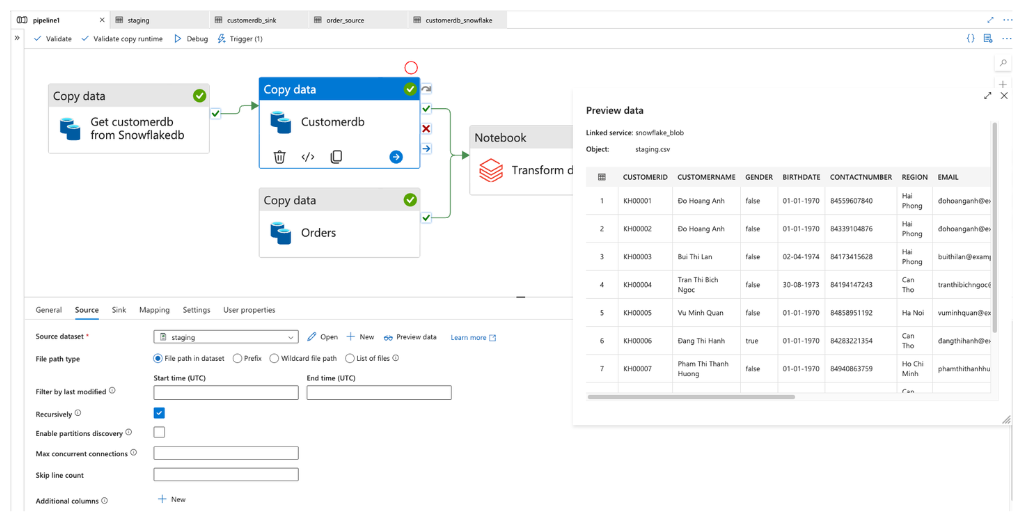 pipeline1
staging
customerdb_sink
order_source
customerdb_snowflake
Validate
Validate copy runtime
Debug
Trigger (1)
Copy data
Get customerdb
from Snowflakedb
Copy data
Customerdb
Copy data
Orders
Notebook
Transform d
Preview data
Linked service: snowflake_blob
Object: staging.csv
CUSTOMERID CUSTOMERNAME GENDER BIRTHDATE CONTACTNUMBER REGION EMAIL
1 KH00001 Đo Hoang Anh false 01-01-1970 84559607840 Hai Phong dohoanganh@ex
2 KH00002 Đo Hoang Anh false 01-01-1970 84339104876 Hai Phong dohoanganh@ex
3 KH00003 Bui Thi Lan false 02-04-1974 84173415628 Hai Phong buithilan@examp
4 KH00004 Tran Thi Bich Ngoc false 30-08-1973 84194147243 Can Tho tranthibichngoc@
5 KH00005 Vu Minh Quan false 01-01-1970 84858951192 Ha Noi vuminhquan@ex
6 KH00006 Đang Thi Hanh true 01-01-1970 84283221354 Can Tho dangthihanh@ex
7 KH00007 Pham Thi Thanh Huong false 01-01-1970 84940863759 Ho Chi Minh phamthithanhhu
General
Source
Sink
Mapping
Settings
User properties
Source dataset *
staging
Open
New
Preview data
Learn more
File path type
File path in dataset
Prefix
Wildcard file path
List of files
Start time (UTC)
End time (UTC)
Filter by last modified
Recursively
Enable partitions discovery
Max concurrent connections
Skip line count
Additional columns
New